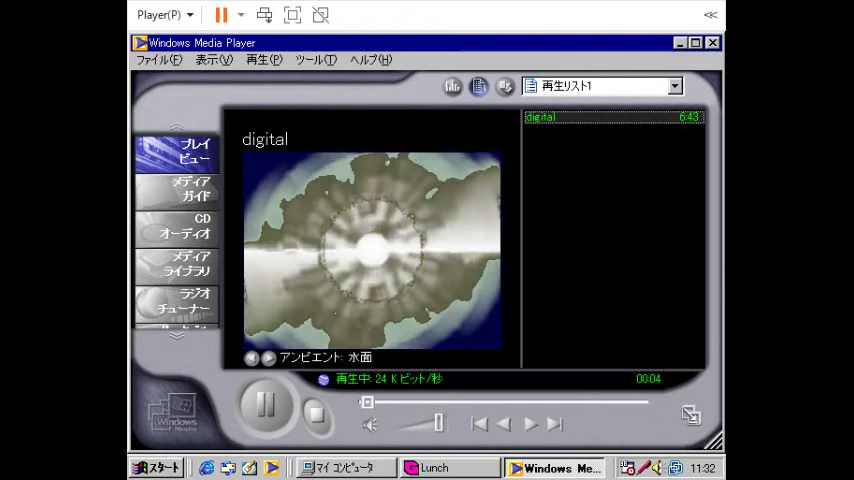 Player(P)
Windows Media Player
ファイル(F) 表示(V) 再生(P) ツール(T) ヘルプ(H)
再生リスト1
digital 6:43
digital
プレイ
ビュー
メディア
ガイド
CD
オーディオ
メディア
ライブラリ
ラジオ
チューナー
アンビエント: 水面
再生中: 24 K ビット/秒 00:04
Windows
Media
スタート マイ コンピュータ Lunch Windows Me... 11:32